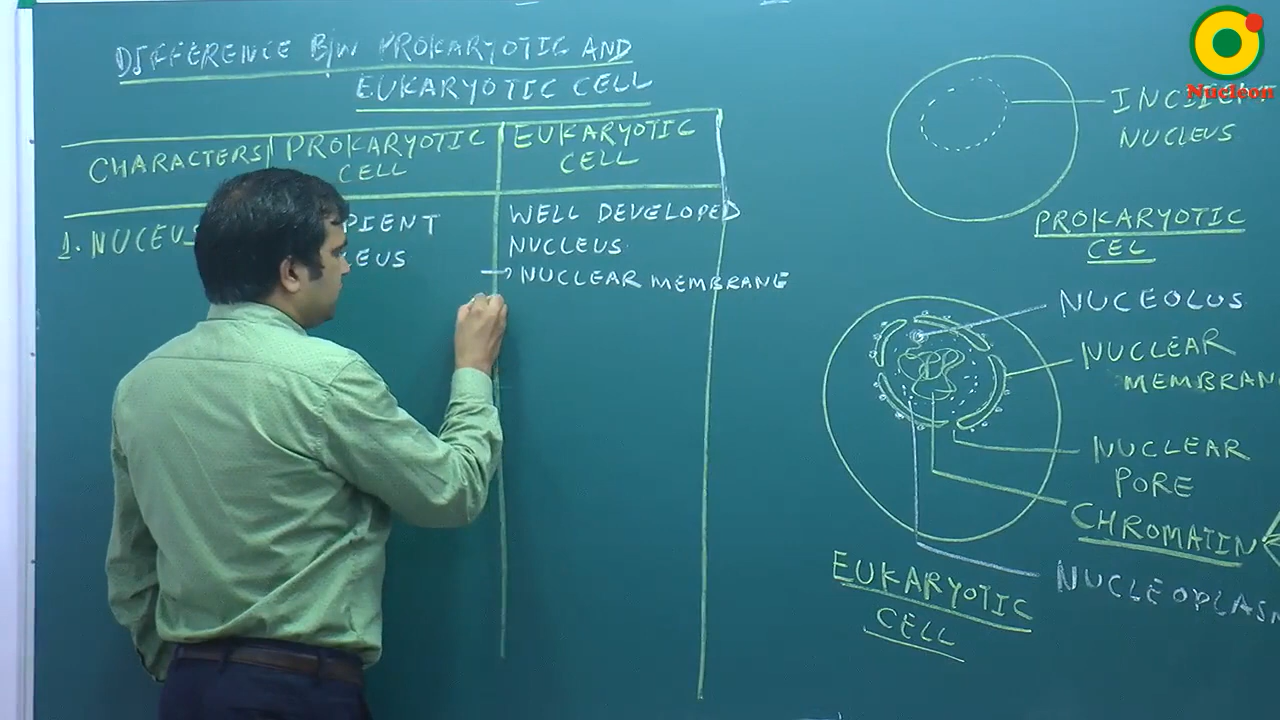 DIFFERENCE B/W PROKARYOTIC AND
EUKARYOTIC CELL
CHARACTERS
PROKARYOTIC
CELL
EUKARYOTIC
CELL
1. NUCEUS
PIENT
EUS
WELL DEVELOPED
NUCLEUS
→ NUCLEAR MEMBRANE
NUCLEUS
PROKARYOTIC
CEL
NUCEOLUS
NUCLEAR
MEMBRAN
NUCLEAR
PORE
CHROMATIN
NUCLEOPLASM
EUKARYOTIC
CELL
Nucleon